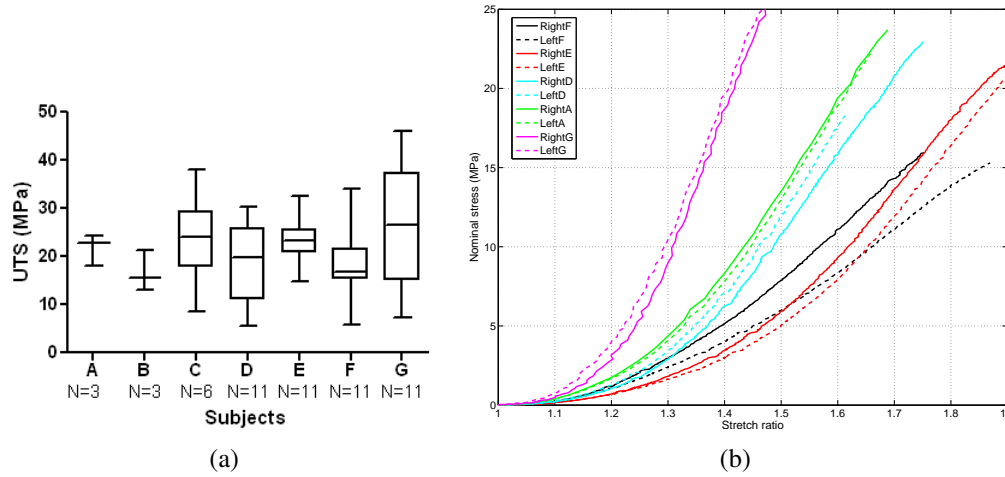 50
40
30
20
10
0
UTS (MPa)
A B C D E F G
N=3 N=3 N=6 N=11 N=11 N=11 N=11
Subjects
(a)
25
20
15
10
5
0
Nominal stress (MPa)
RightF
LeftF
RightE
LeftE
RightD
LeftD
RightA
LeftA
RightG
LeftG
1 1.1 1.2 1.3 1.4 1.5 1.6 1.7 1.8 1.9
Stretch ratio
(b)